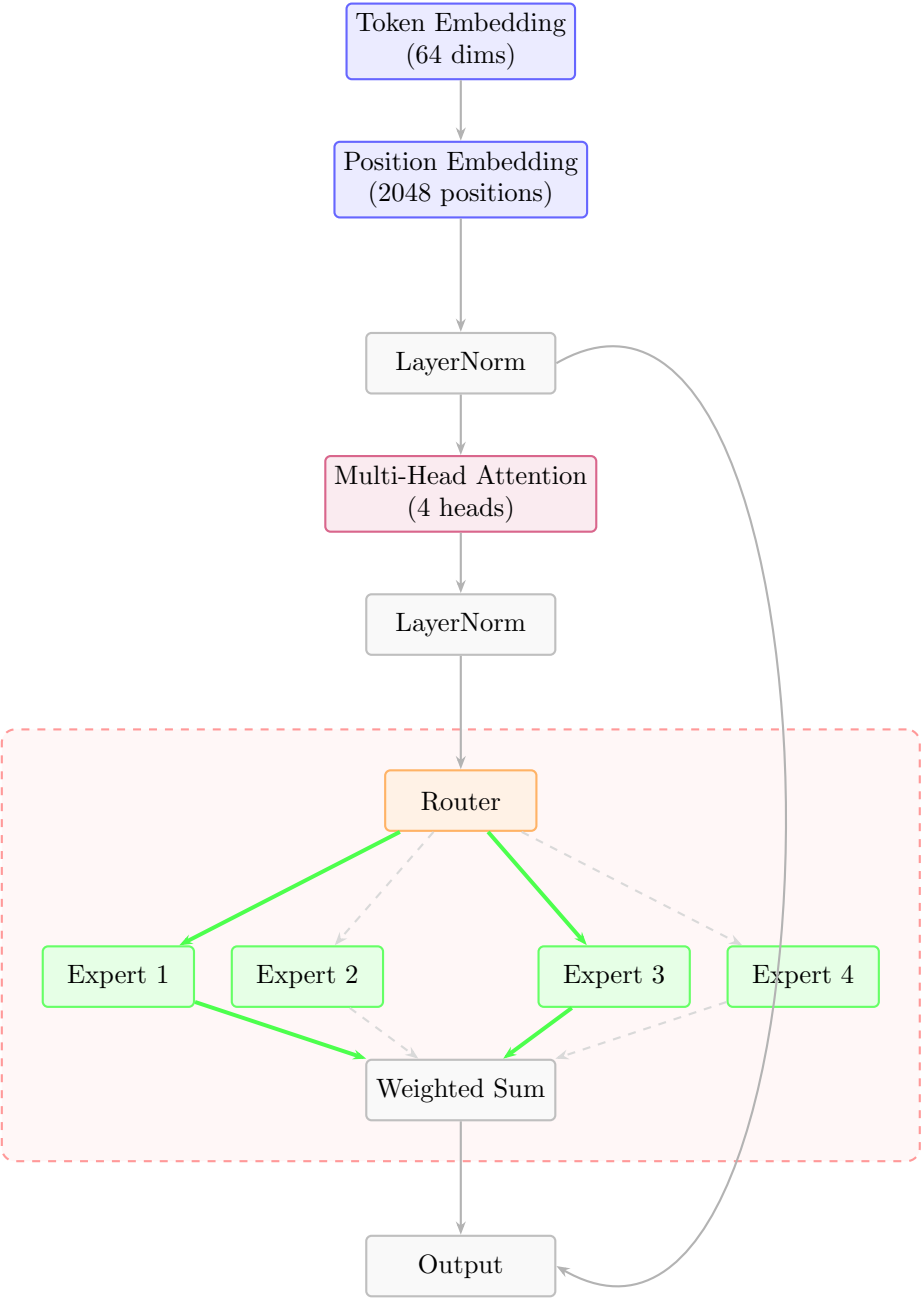 Token Embedding
(64 dims)
Position Embedding
(2048 positions)
LayerNorm
Multi-Head Attention
(4 heads)
LayerNorm
Router
Expert 1
Expert 2
Expert 3
Expert 4
Weighted Sum
Output